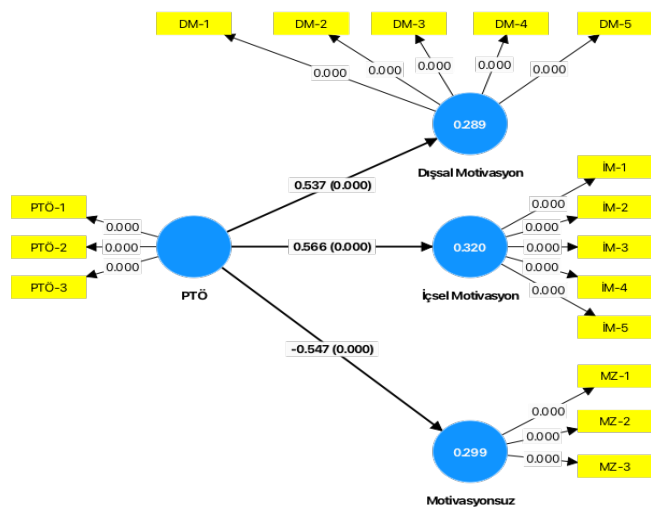 DM-1
DM-2
DM-3
DM-4
DM-5
0.000
0.000
0.000
0.000
0.000
0.289
Dışsal Motivasyon
0.537 (0.000)
PTÖ-1
PTÖ-2
PTÖ-3
0.000
0.000
0.000
PTÖ
0.566 (0.000)
0.320
İçsel Motivasyon
0.000
0.000
0.000
0.000
0.000
İM-1
İM-2
İM-3
İM-4
İM-5
-0.547 (0.000)
0.299
Motivasyonsuz
0.000
0.000
0.000
MZ-1
MZ-2
MZ-3